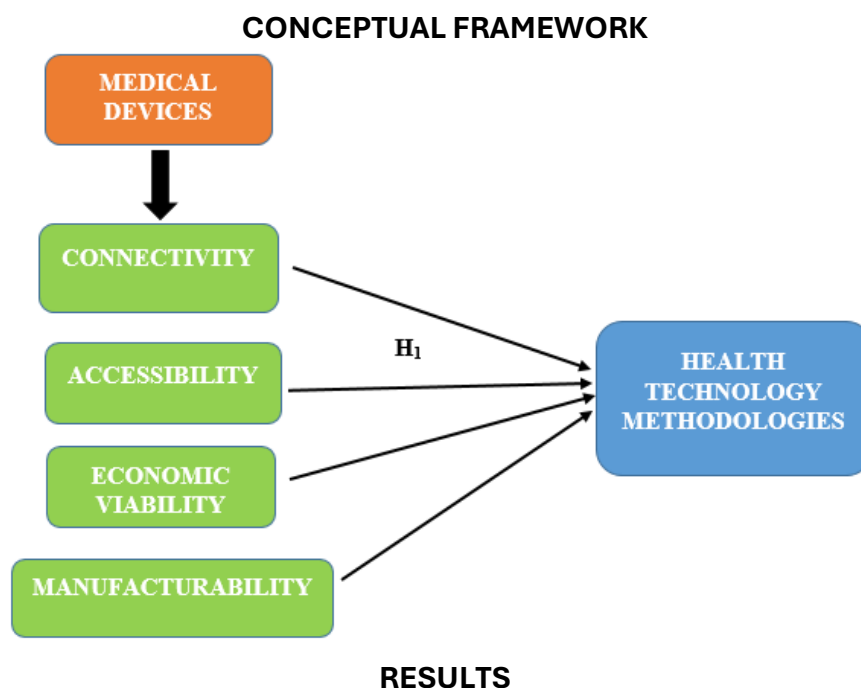 CONCEPTUAL FRAMEWORK
MEDICAL
DEVICES
CONNECTIVITY
H₁
ACCESSIBILITY
HEALTH
TECHNOLOGY
METHODOLOGIES
ECONOMIC
VIABILITY
MANUFACTURABILITY
RESULTS